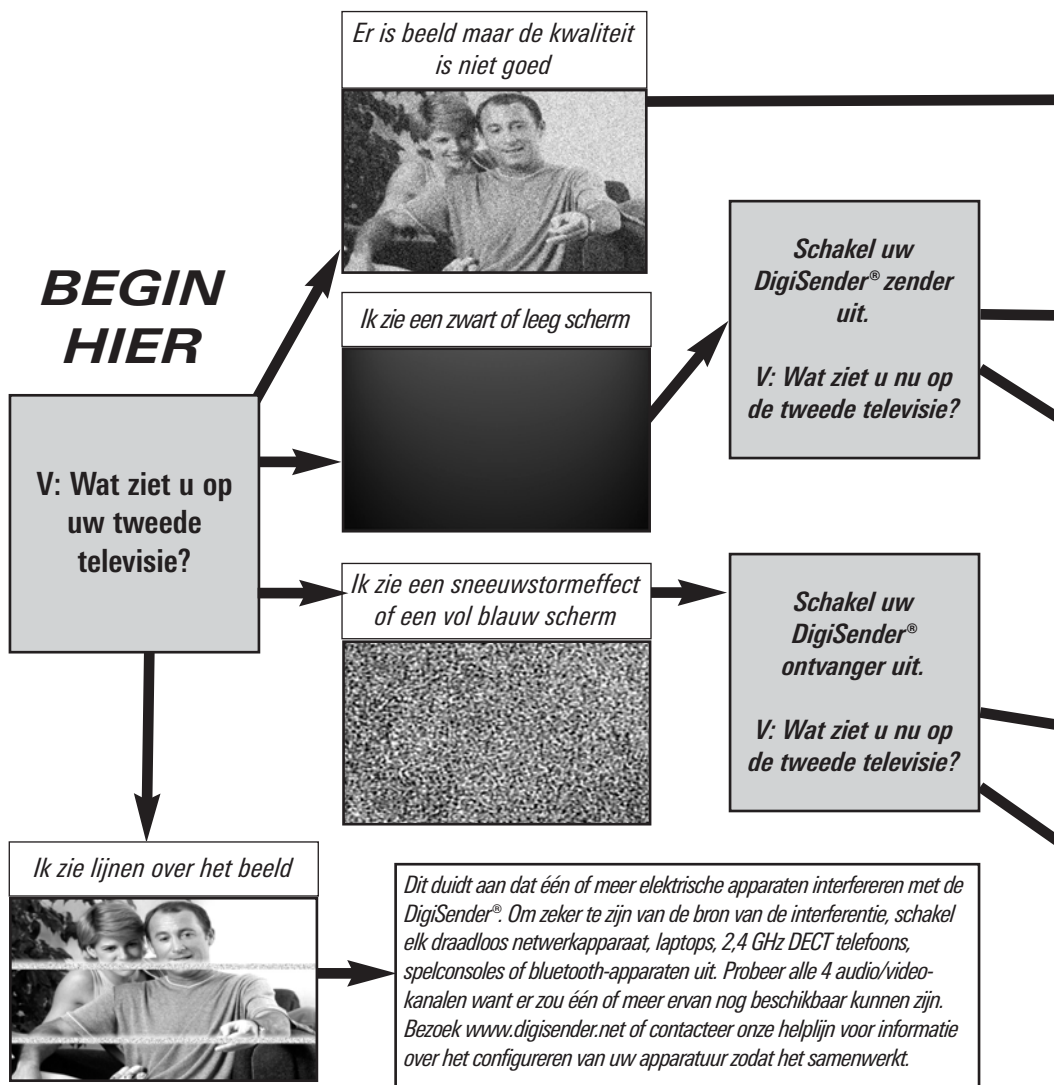 Er is beeld maar de kwaliteit
is niet goed
BEGIN
HIER
V: Wat ziet u op
uw tweede
televisie?
Ik zie een zwart of leeg scherm
Schakel uw
DigiSender® zender
uit.
V: Wat ziet u nu op
de tweede televisie?
Ik zie een sneeuwstormeffect
of een vol blauw scherm
Schakel uw
DigiSender®
ontvanger uit.
V: Wat ziet u nu op
de tweede televisie?
Ik zie lijnen over het beeld
Dit duidt aan dat één of meer elektrische apparaten interfereren met de
DigiSender®. Om zeker te zijn van de bron van de interferentie, schakel
elk draadloos netwerkapparaat, laptops, 2,4 GHz DECT telefoons,
spelconsoles of bluetooth-apparaten uit. Probeer alle 4 audio/video-
kanalen want er zou één of meer ervan nog beschikbaar kunnen zijn.
Bezoek www.digisender.net of contacteer onze helplijn voor informatie
over het configureren van uw apparatuur zodat het samenwerkt.